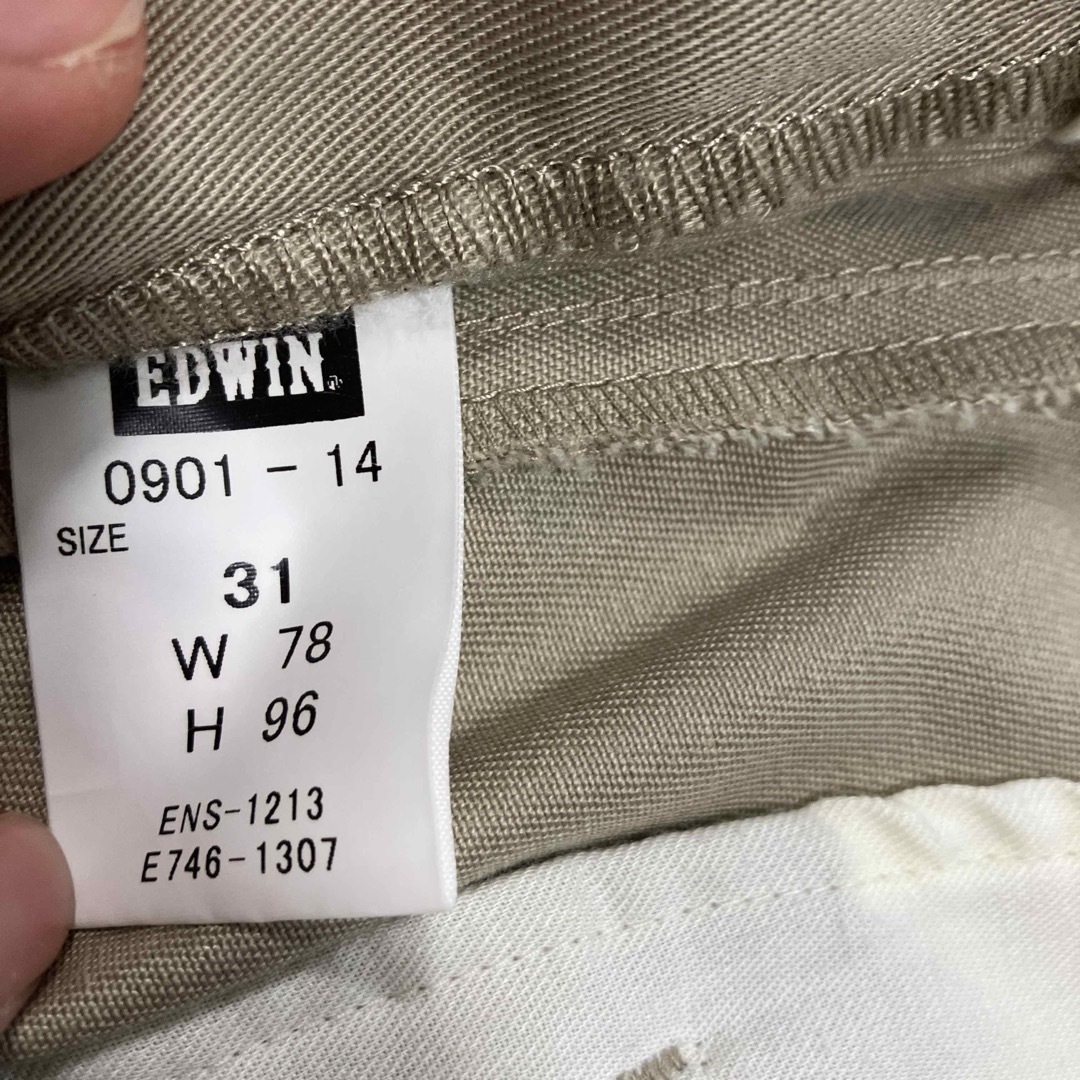 EDWIN
0901 - 14
SIZE
31
W 78
H 96
ENS-1213
E746-1307